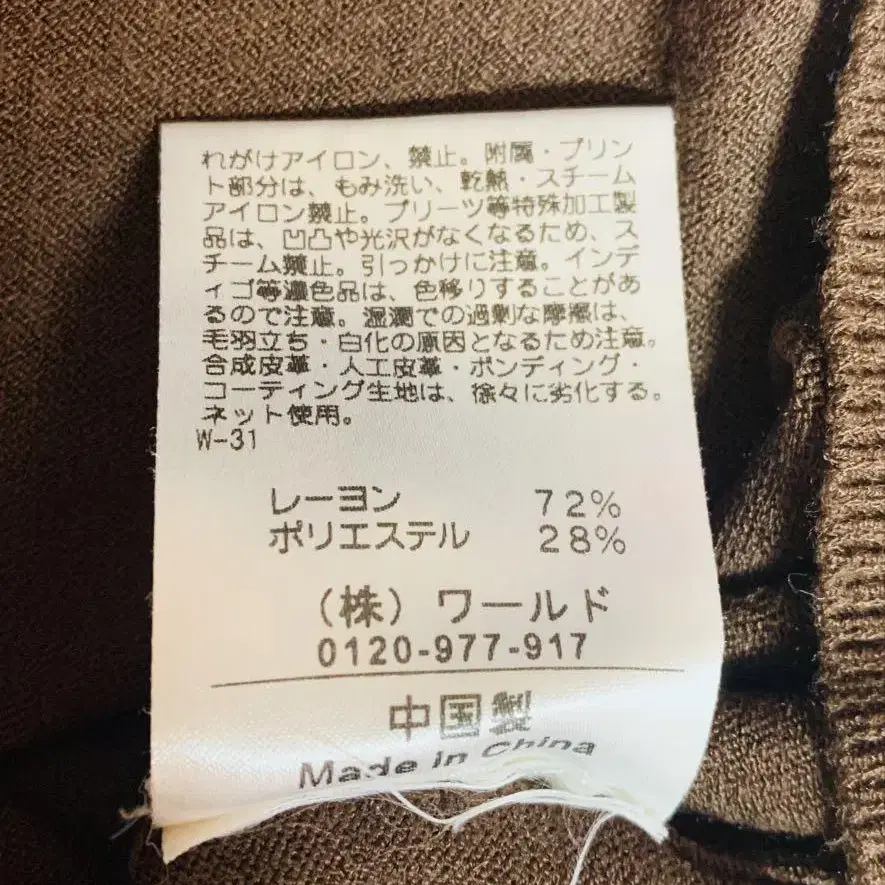 れがけアイロン、禁止。附属・プリン
ト部分は、もみ洗い、乾熱・スチーム
アイロン禁止。プリーツ等特殊加工製
品は、凹凸や光沢がなくなるため、ス
チーム禁止。引っかけに注意。インデ
ィゴ等濃色品は、色移りすることがあ
るので注意。湿潤での過剰な摩擦は、
毛羽立ち・白化の原因となるため注意。
合成皮革・人工皮革・ボンディング・
コーティング生地は、徐々に劣化する。
ネット使用。
W-31
レーヨン 72%
ポリエステル 28%
(株) ワールド
0120-977-917
中国製
Made in China